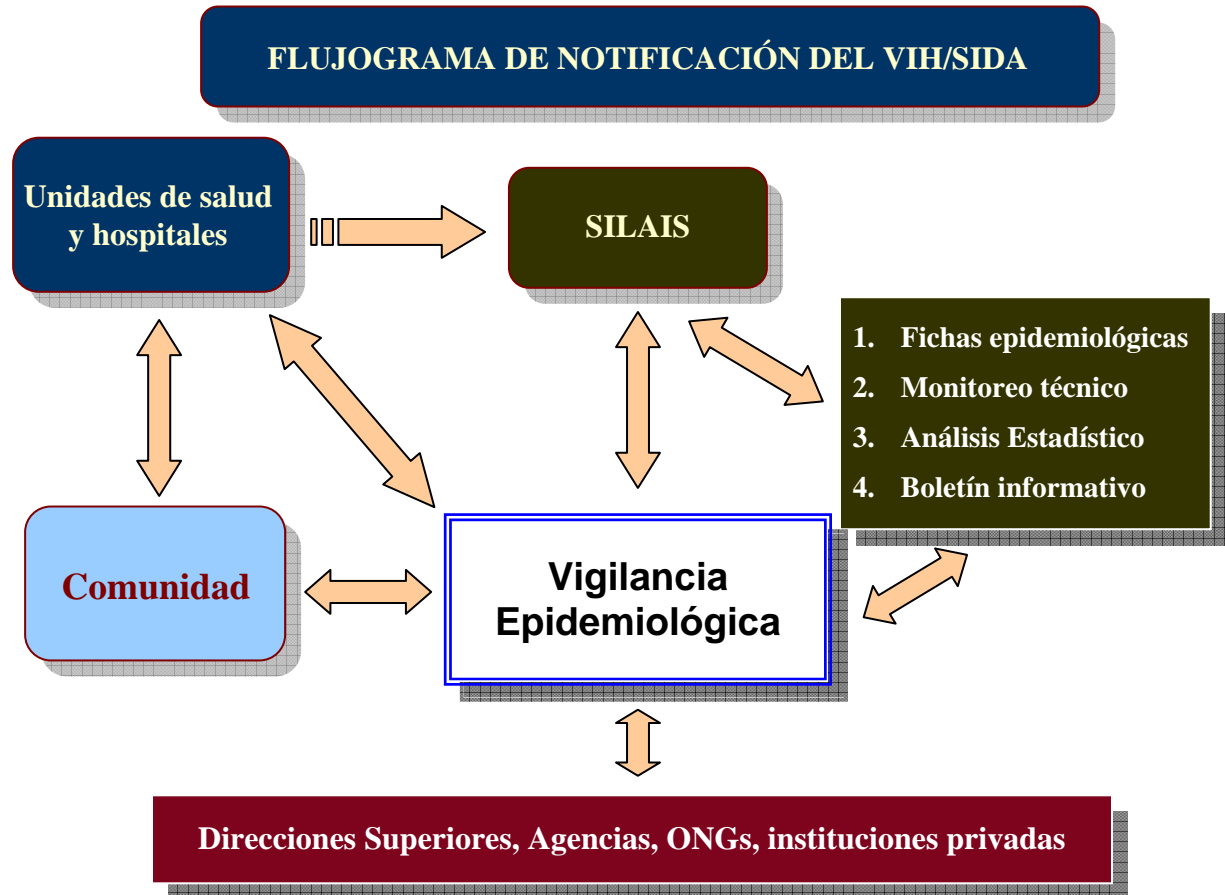 FLUJOGRAMA DE NOTIFICACIÓN DEL VIH/SIDA
Unidades de salud
y hospitales
SILAIS
1. Fichas epidemiológicas
2. Monitoreo técnico
3. Análisis Estadístico
4. Boletín informativo
Comunidad
Vigilancia
Epidemiológica
Direcciones Superiores, Agencias, ONGs, instituciones privadas